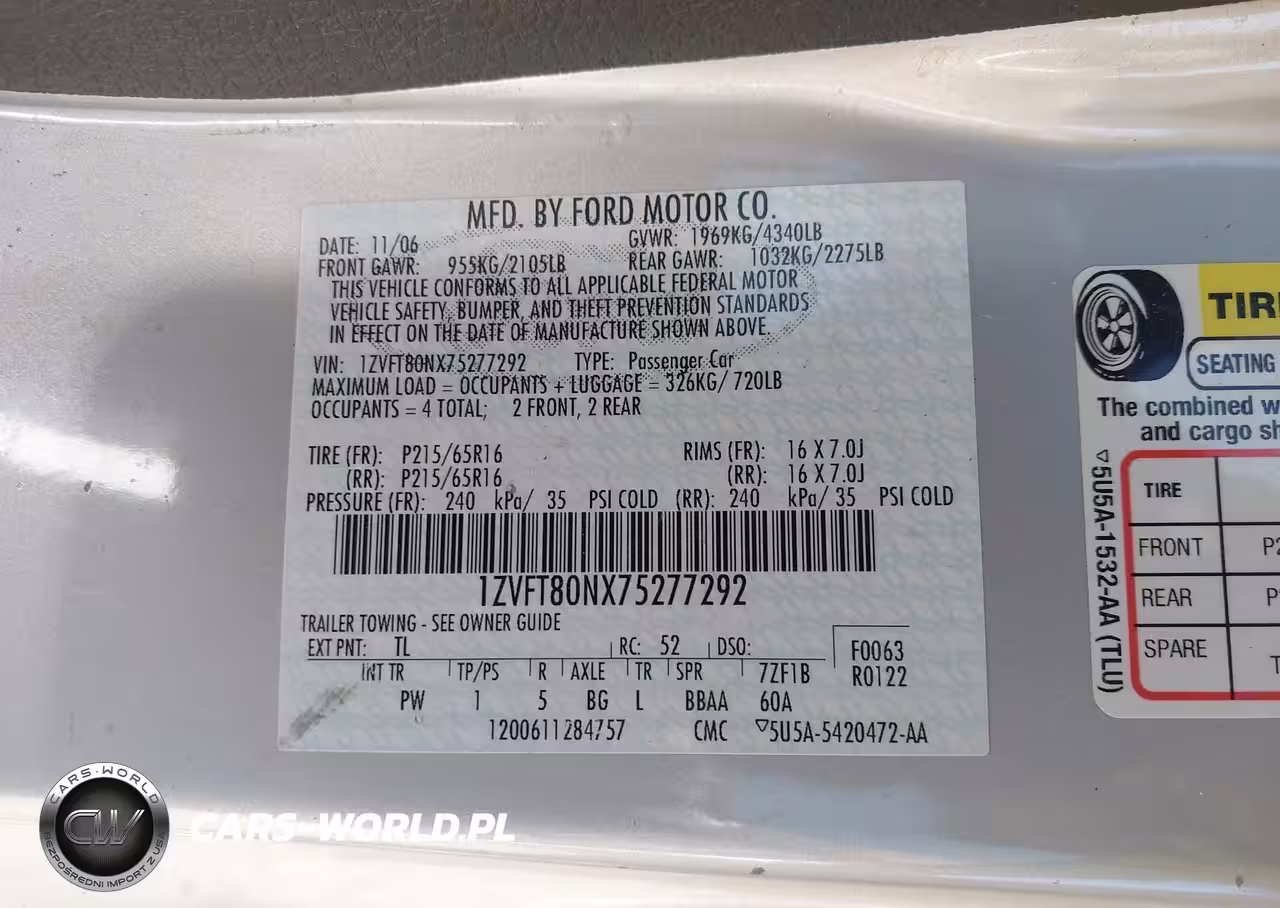 MFD. BY FORD MOTOR CO.
DATE: 11/06 GVWR: 1969KG/4340LB
FRONT GAWR: 955KG/2105LB REAR GAWR: 1032KG/2275LB
THIS VEHICLE CONFORMS TO ALL APPLICABLE FEDERAL MOTOR
VEHICLE SAFETY, BUMPER, AND THEFT PREVENTION STANDARDS
IN EFFECT ON THE DATE OF MANUFACTURE SHOWN ABOVE.
VIN: 1ZVFT80NX75277292 TYPE: Passenger Car
MAXIMUM LOAD = OCCUPANTS + LUGGAGE = 326KG/ 720LB
OCCUPANTS = 4 TOTAL; 2 FRONT, 2 REAR
TIRE (FR): P215/65R16 RIMS (FR): 16 X 7.0J
(RR): P215/65R16 (RR): 16 X 7.0J
PRESSURE (FR): 240 kPa/ 35 PSI COLD (RR): 240 kPa/ 35 PSI COLD
1ZVFT80NX75277292
TRAILER TOWING - SEE OWNER GUIDE
EXT PNT: TL RC: 52 DSO: F0063
INT TR TP/PS R AXLE TR SPR 7ZF1B R0122
PW 1 5 BG L BBAA 60A
1200611284757 CMC ▽5U5A-5420472-AA
TIRE
SEATING
The combined w
and cargo sh
TIRE
FRONT P2
REAR P
SPARE T
▽5U5A-1532-AA (TLU)
CARS-WORLD
CW
BEZPOŚREDNI IMPORT Z USA
CARS-WORLD.PL